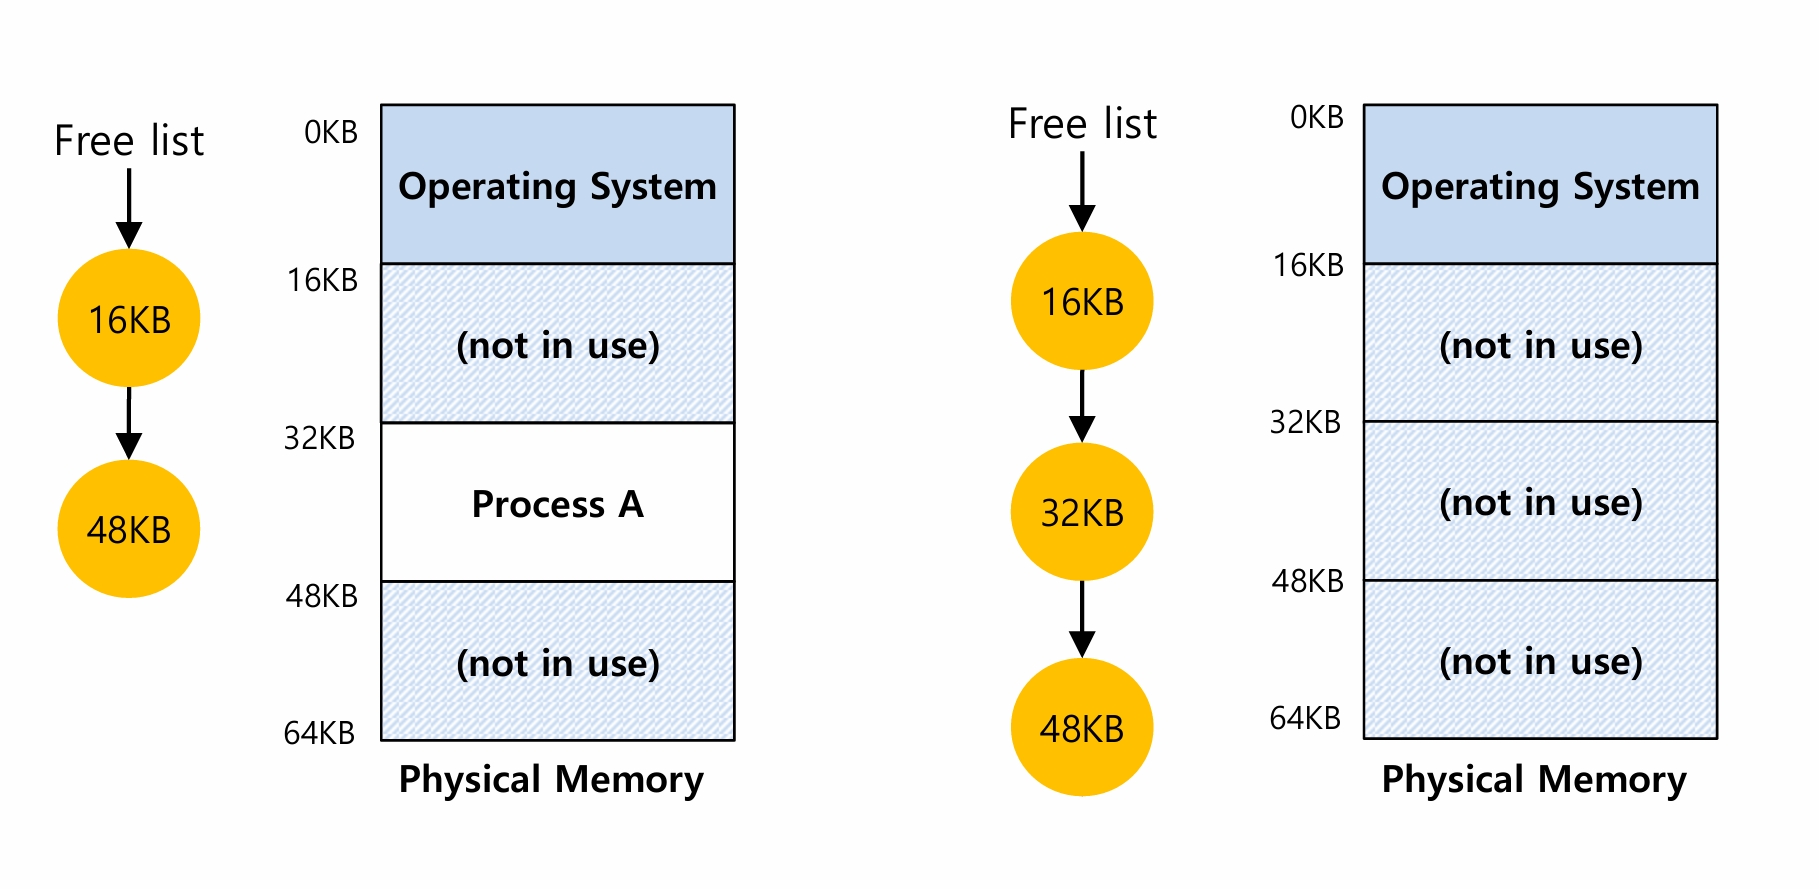 Free list
16KB
48KB
0KB
Operating System
16KB
(not in use)
32KB
Process A
48KB
(not in use)
64KB
Physical Memory
Free list
16KB
32KB
48KB
0KB
Operating System
16KB
(not in use)
32KB
(not in use)
48KB
(not in use)
64KB
Physical Memory